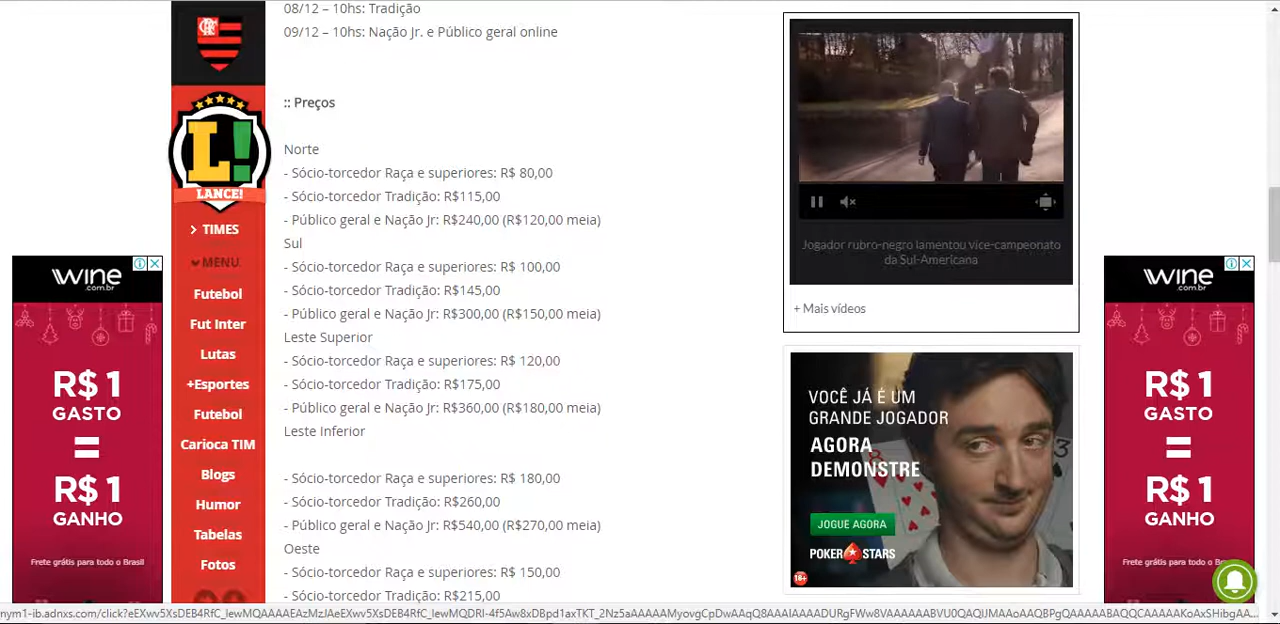 08/12 – 10hs: Tradição
09/12 – 10hs: Nação Jr. e Público geral online
:: Preços
Norte
- Sócio-torcedor Raça e superiores: R$ 80,00
- Sócio-torcedor Tradição: R$115,00
- Público geral e Nação Jr: R$240,00 (R$120,00 meia)
Sul
- Sócio-torcedor Raça e superiores: R$ 100,00
- Sócio-torcedor Tradição: R$145,00
- Público geral e Nação Jr: R$300,00 (R$150,00 meia)
Leste Superior
- Sócio-torcedor Raça e superiores: R$ 120,00
- Sócio-torcedor Tradição: R$175,00
- Público geral e Nação Jr: R$360,00 (R$180,00 meia)
Leste Inferior
- Sócio-torcedor Raça e superiores: R$ 180,00
- Sócio-torcedor Tradição: R$260,00
- Público geral e Nação Jr: R$540,00 (R$270,00 meia)
Oeste
- Sócio-torcedor Raça e superiores: R$ 150,00
- Sócio-torcedor Tradição: R$215,00
L!
LANCE!
TIMES
MENU
Futebol
Fut Inter
Lutas
+Esportes
Futebol
Carioca TIM
Blogs
Humor
Tabelas
Fotos
wine
.com.br
R$ 1
GASTO
=
R$ 1
GANHO
Frete grátis para todo o Brasil
Jogador rubro-negro lamentou vice-campeonato
da Sul-Americana
+ Mais vídeos
VOCÊ JÁ É UM
GRANDE JOGADOR
AGORA
DEMONSTRE
JOGUE AGORA
POKER STARS
18+
wine
.com.br
R$ 1
GASTO
=
R$ 1
GANHO
Frete grátis para todo o